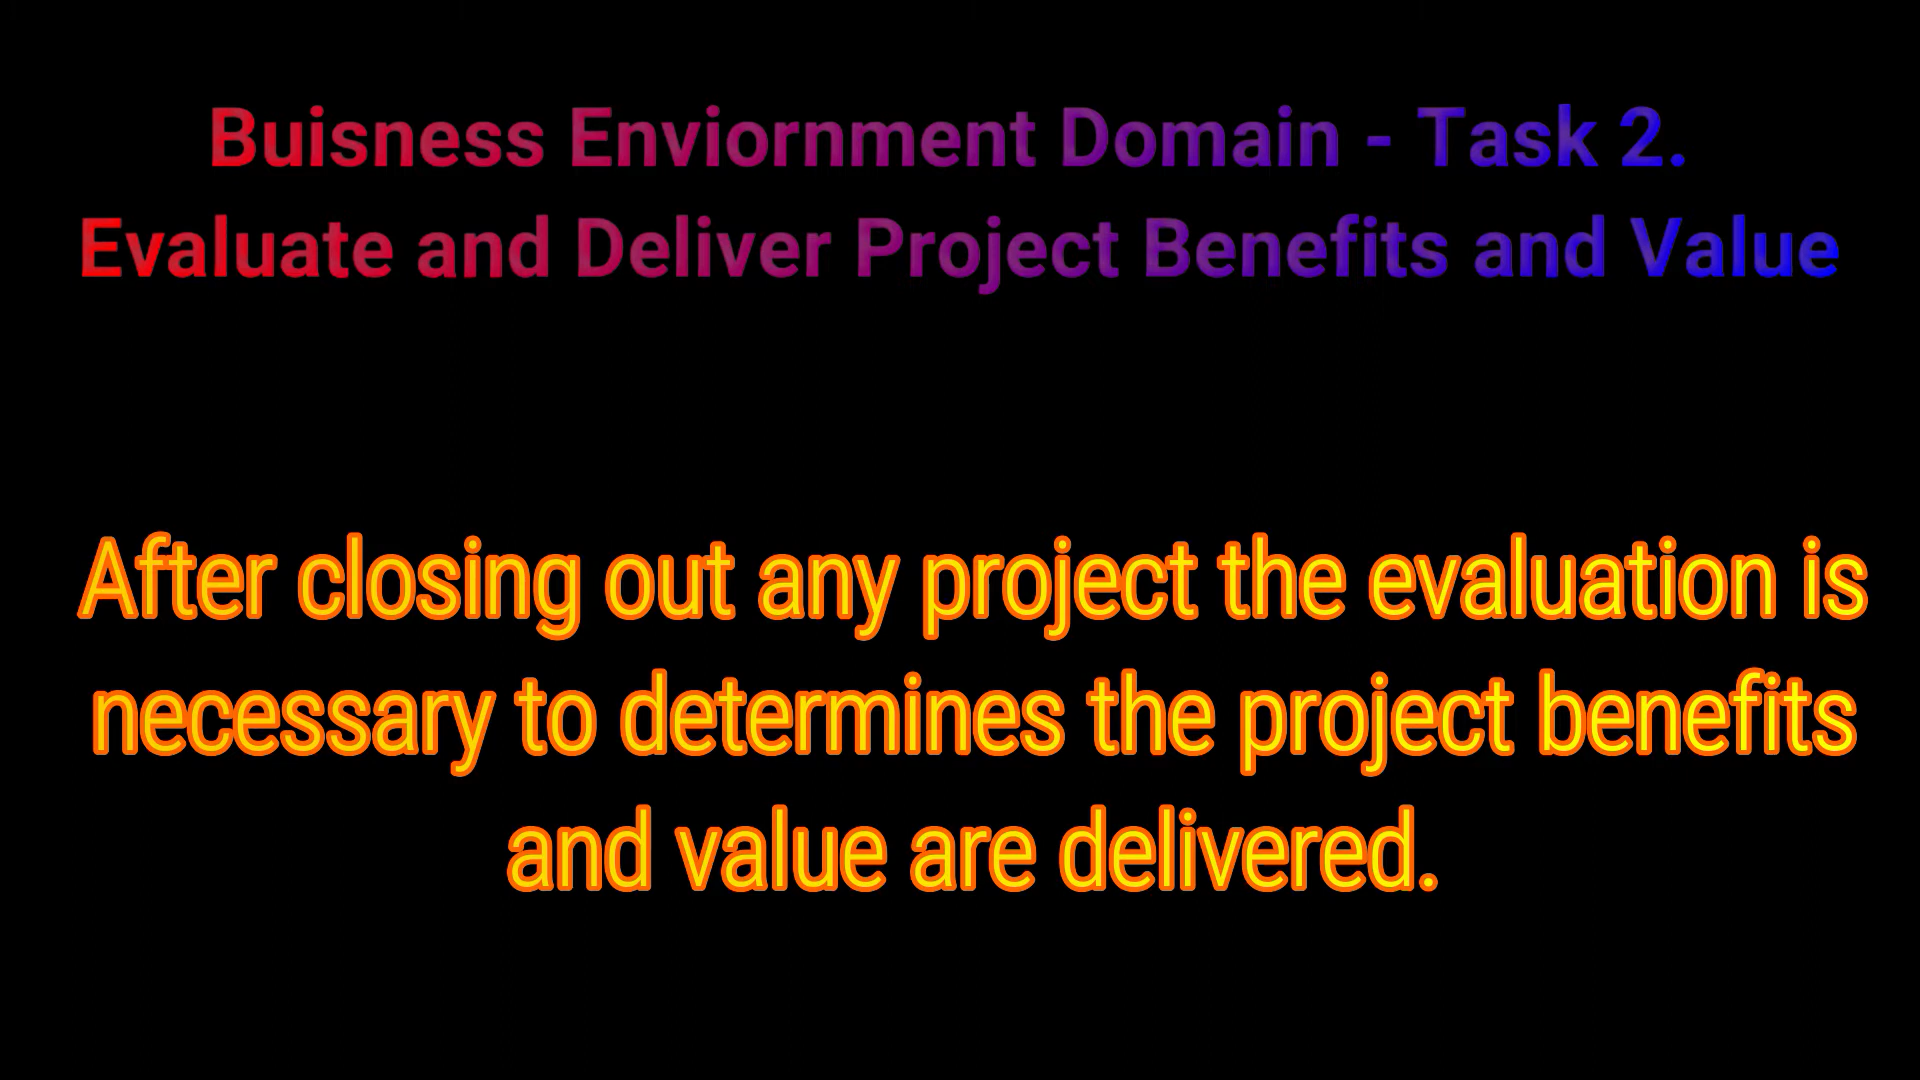 Buisness Enviornment Domain - Task 2.
Evaluate and Deliver Project Benefits and Value
After closing out any project the evaluation is
necessary to determines the project benefits
and value are delivered.